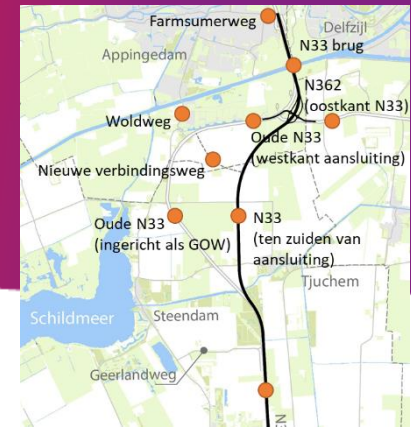 Farmsumerweg
Delfzijl
Appingedam
N33 brug
N362
(oostkant N33)
Woldweg
Oude N33
(westkant aansluiting)
Nieuwe verbindingsweg
Oude N33
(ingericht als GOW)
N33
(ten zuiden van
aansluiting)
Tjuchem
Schildmeer
Steendam
Geerlandweg
EN